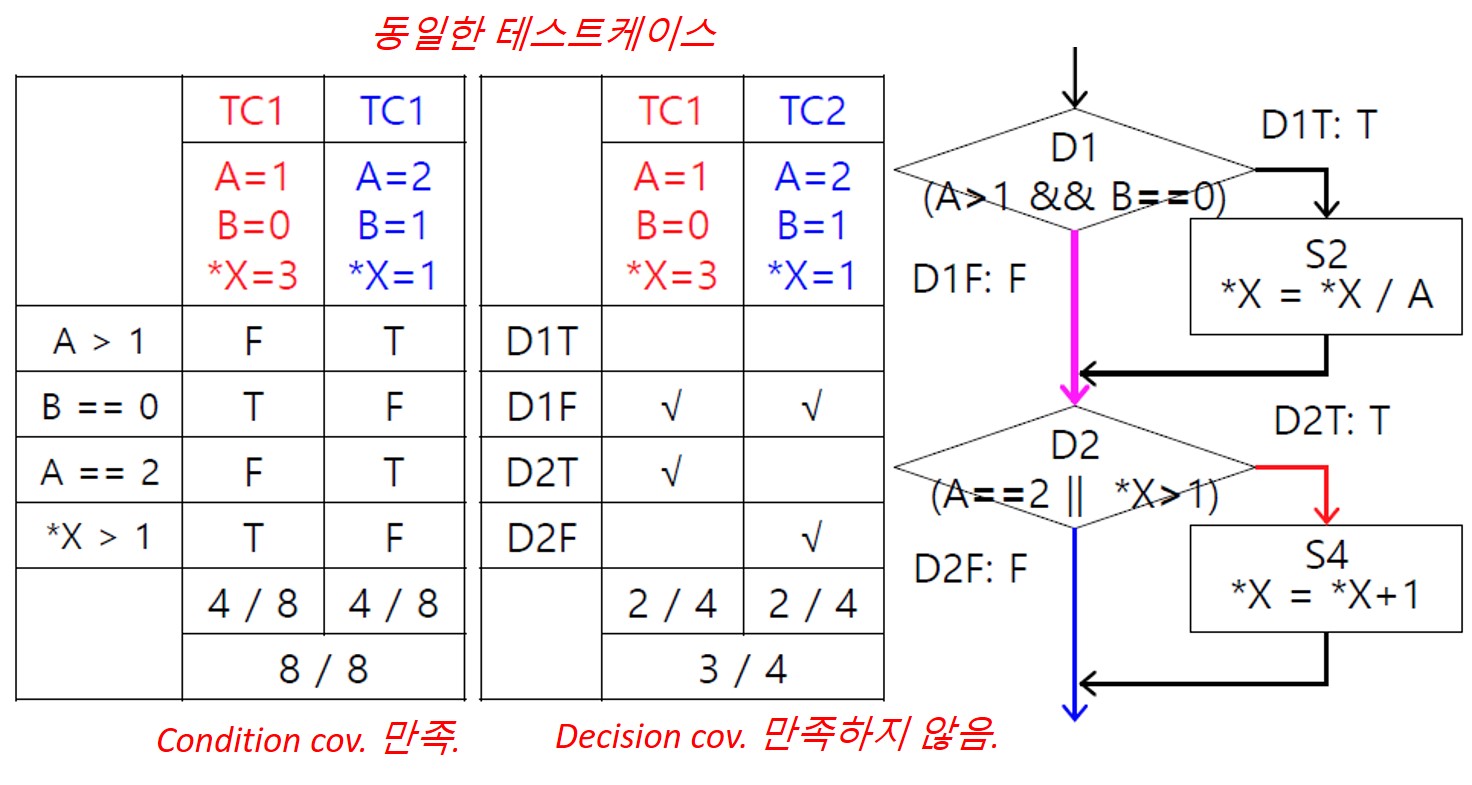 동일한 테스트케이스
TC1 TC1
A=1 A=2
B=0 B=1
*X=3 *X=1
A > 1 F T
B == 0 T F
A == 2 F T
*X > 1 T F
4 / 8 4 / 8
8 / 8
TC1 TC2
A=1 A=2
B=0 B=1
*X=3 *X=1
D1T
D1F √ √
D2T √
D2F √
2 / 4 2 / 4
3 / 4
D1
(A>1 && B==0)
D1T: T
S2
*X = *X / A
D1F: F
D2
(A==2 || *X>1)
D2T: T
S4
*X = *X+1
D2F: F
Condition cov. 만족.
Decision cov. 만족하지 않음.